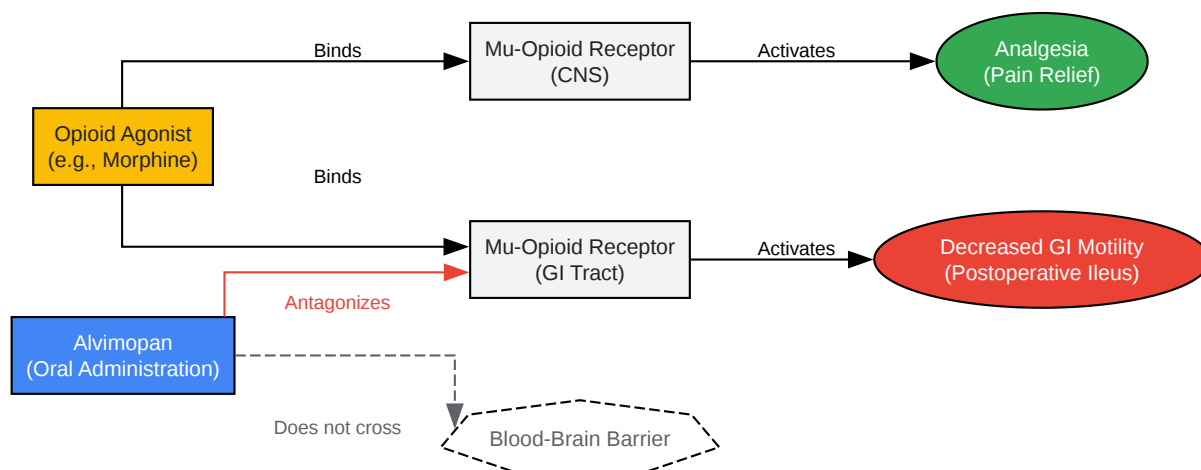 Binds
Mu-Opioid Receptor
(CNS)
Activates
Analgesia
(Pain Relief)
Opioid Agonist
(e.g., Morphine)
Binds
Mu-Opioid Receptor
(GI Tract)
Activates
Decreased GI Motility
(Postoperative Ileus)
Antagonizes
Alvimopan
(Oral Administration)
Does not cross
Blood-Brain Barrier